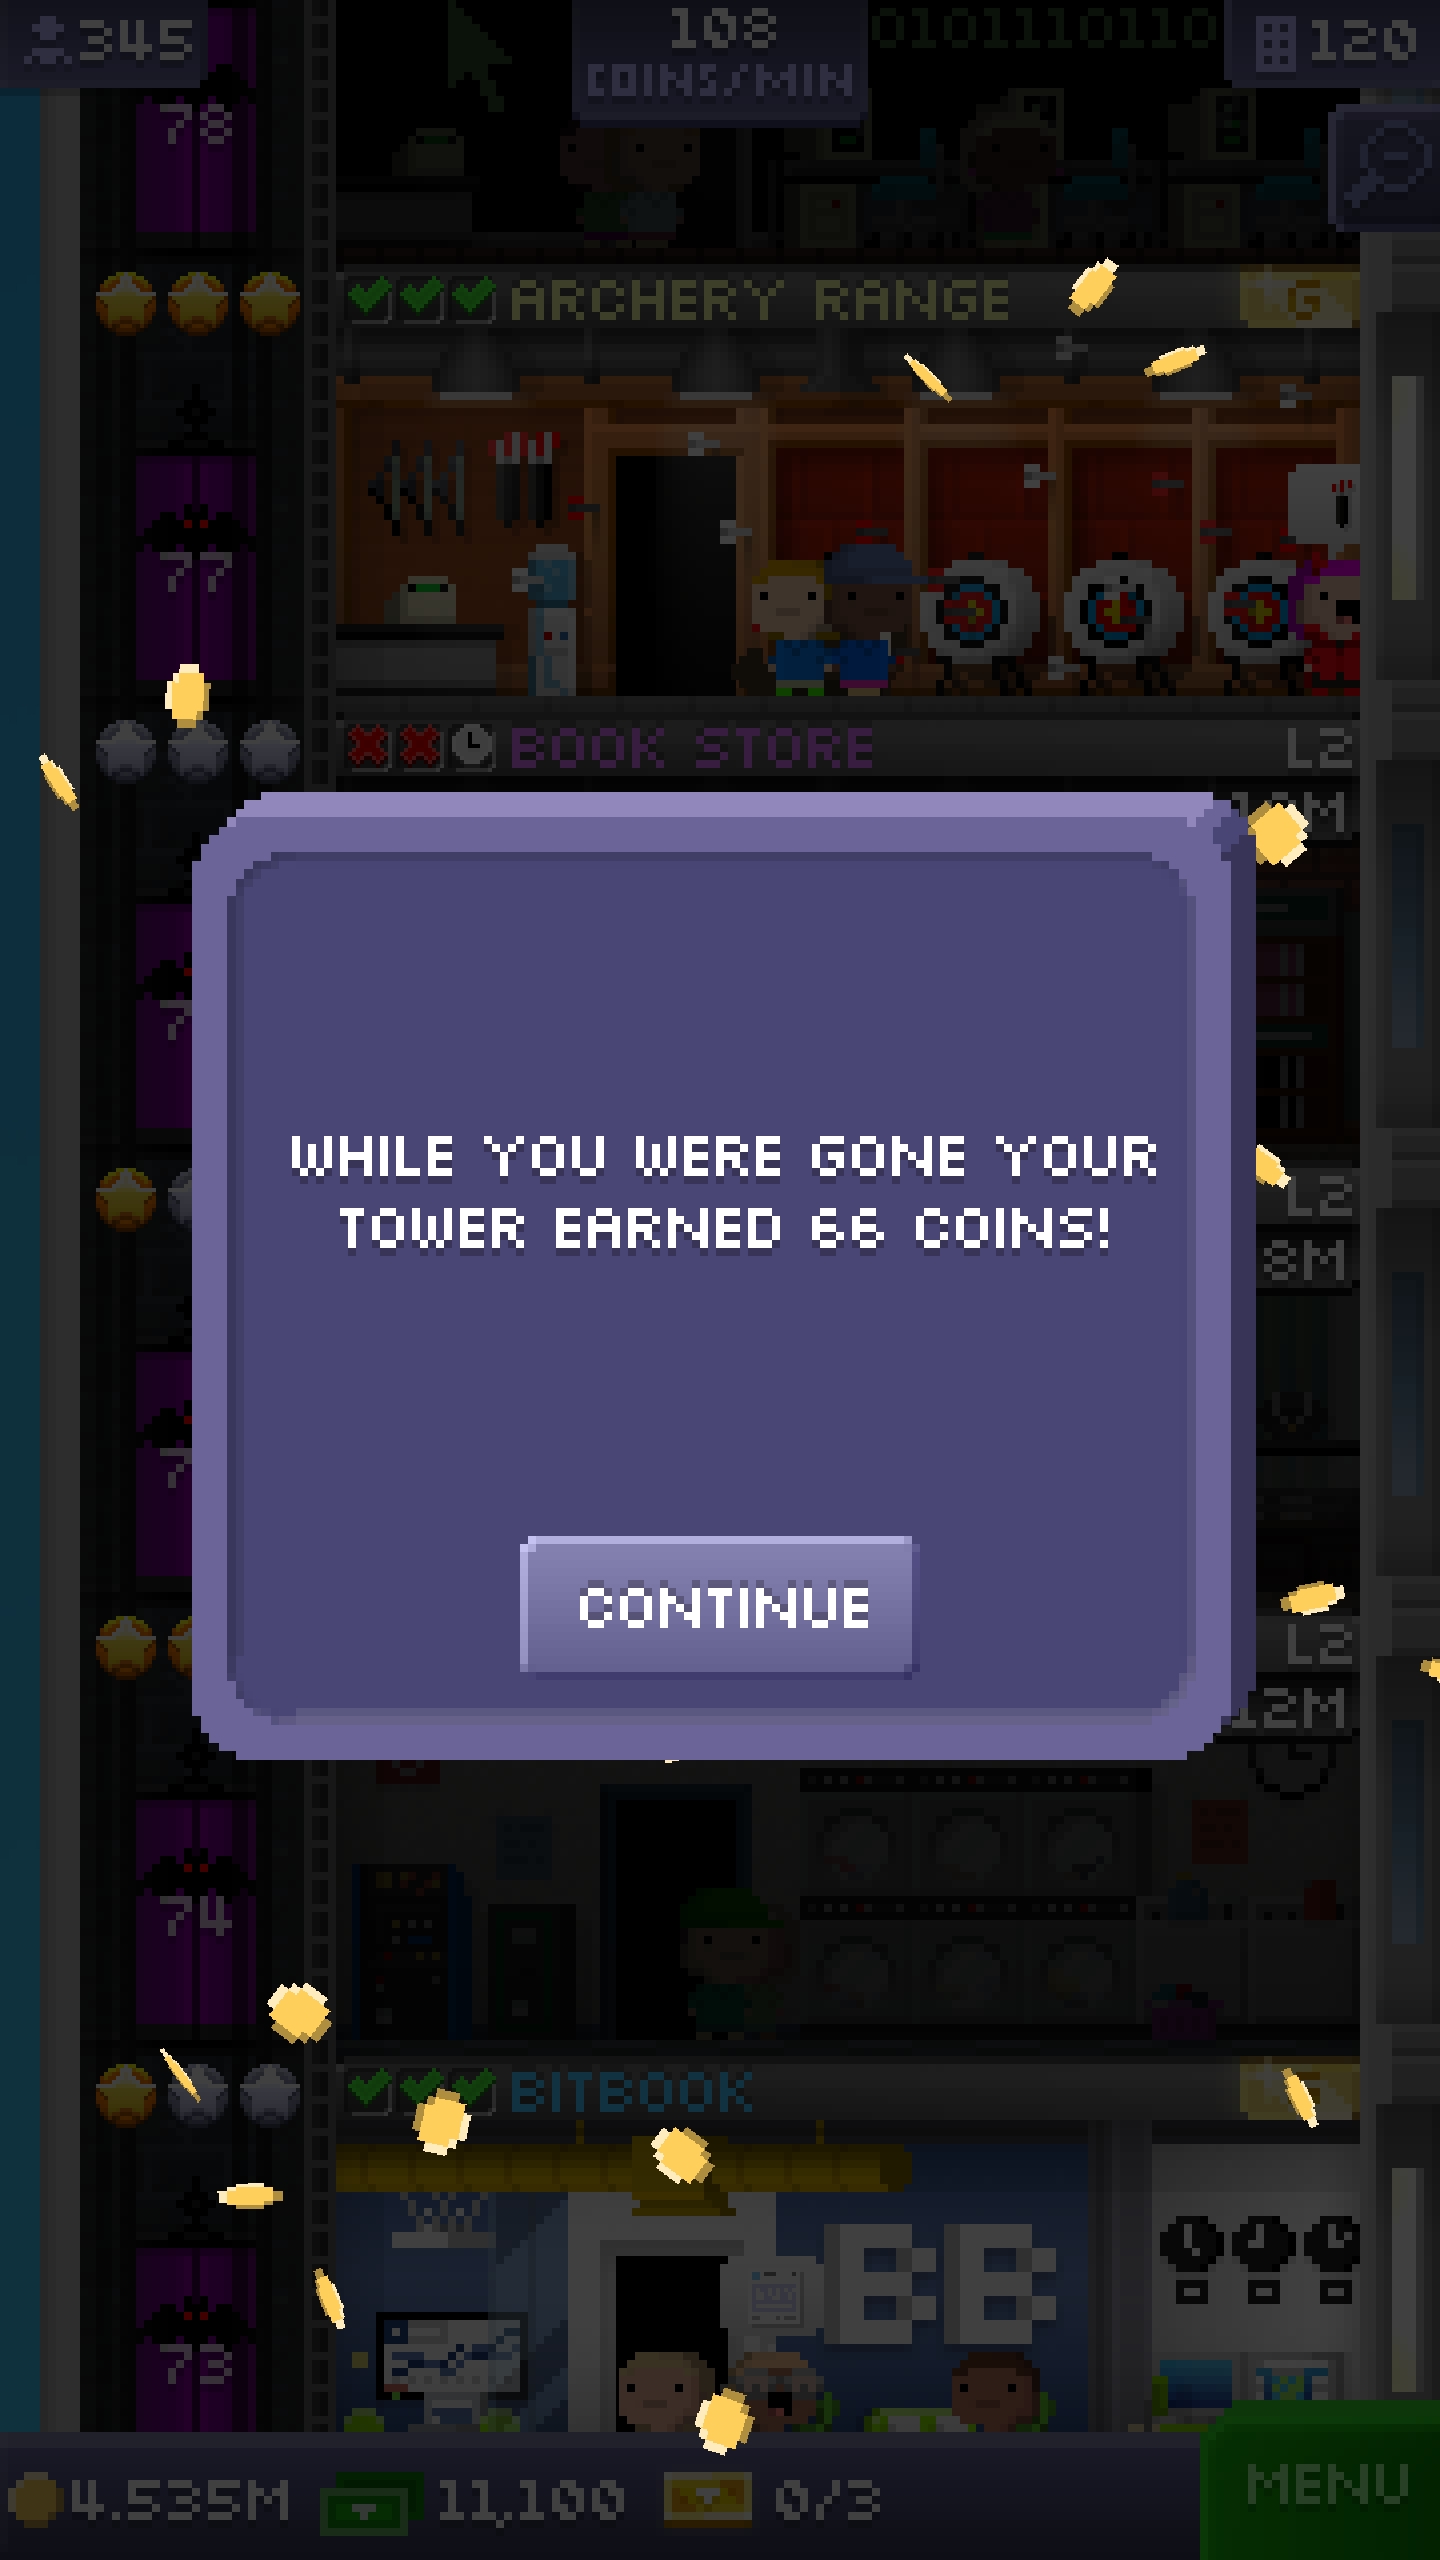 345
108
COINS/MIN
0101110110
120
78
ARCHERY RANGE
G
77
BOOK STORE
L2
WHILE YOU WERE GONE YOUR
TOWER EARNED 66 COINS!
L2
8M
CONTINUE
L2
12M
74
BITBOOK
BB
73
4.535M
11,100
0/3
MENU